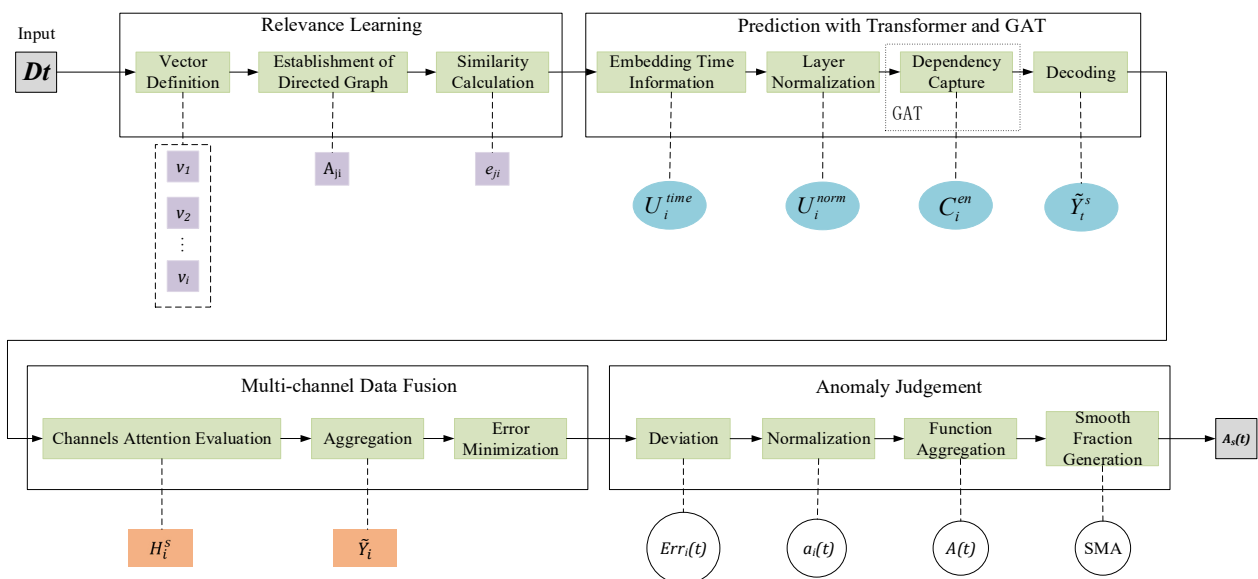 Input
Dt
Relevance Learning
Vector
Definition
Establishment of
Directed Graph
Similarity
Calculation
v1
v2
⋮
vi
Aji
eji
Prediction with Transformer and GAT
Embedding Time
Information
Layer
Normalization
Dependency
Capture
GAT
Decoding
U_i^time
U_i^norm
C_i^en
Ỹ_t^s
Multi-channel Data Fusion
Channels Attention Evaluation
Aggregation
Error
Minimization
H_i^s
Ỹ_i
Anomaly Judgement
Deviation
Normalization
Function
Aggregation
Smooth
Fraction
Generation
Err_i(t)
a_i(t)
A(t)
SMA
A_s(t)